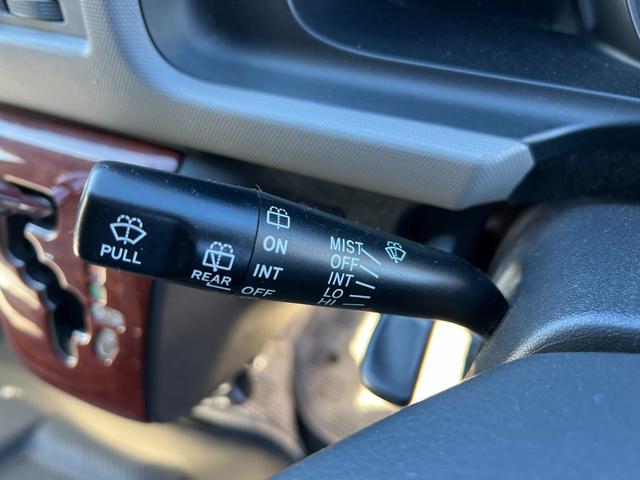 PULL
REAR
ON
INT
OFF
MIST
OFF
INT
LO
HI